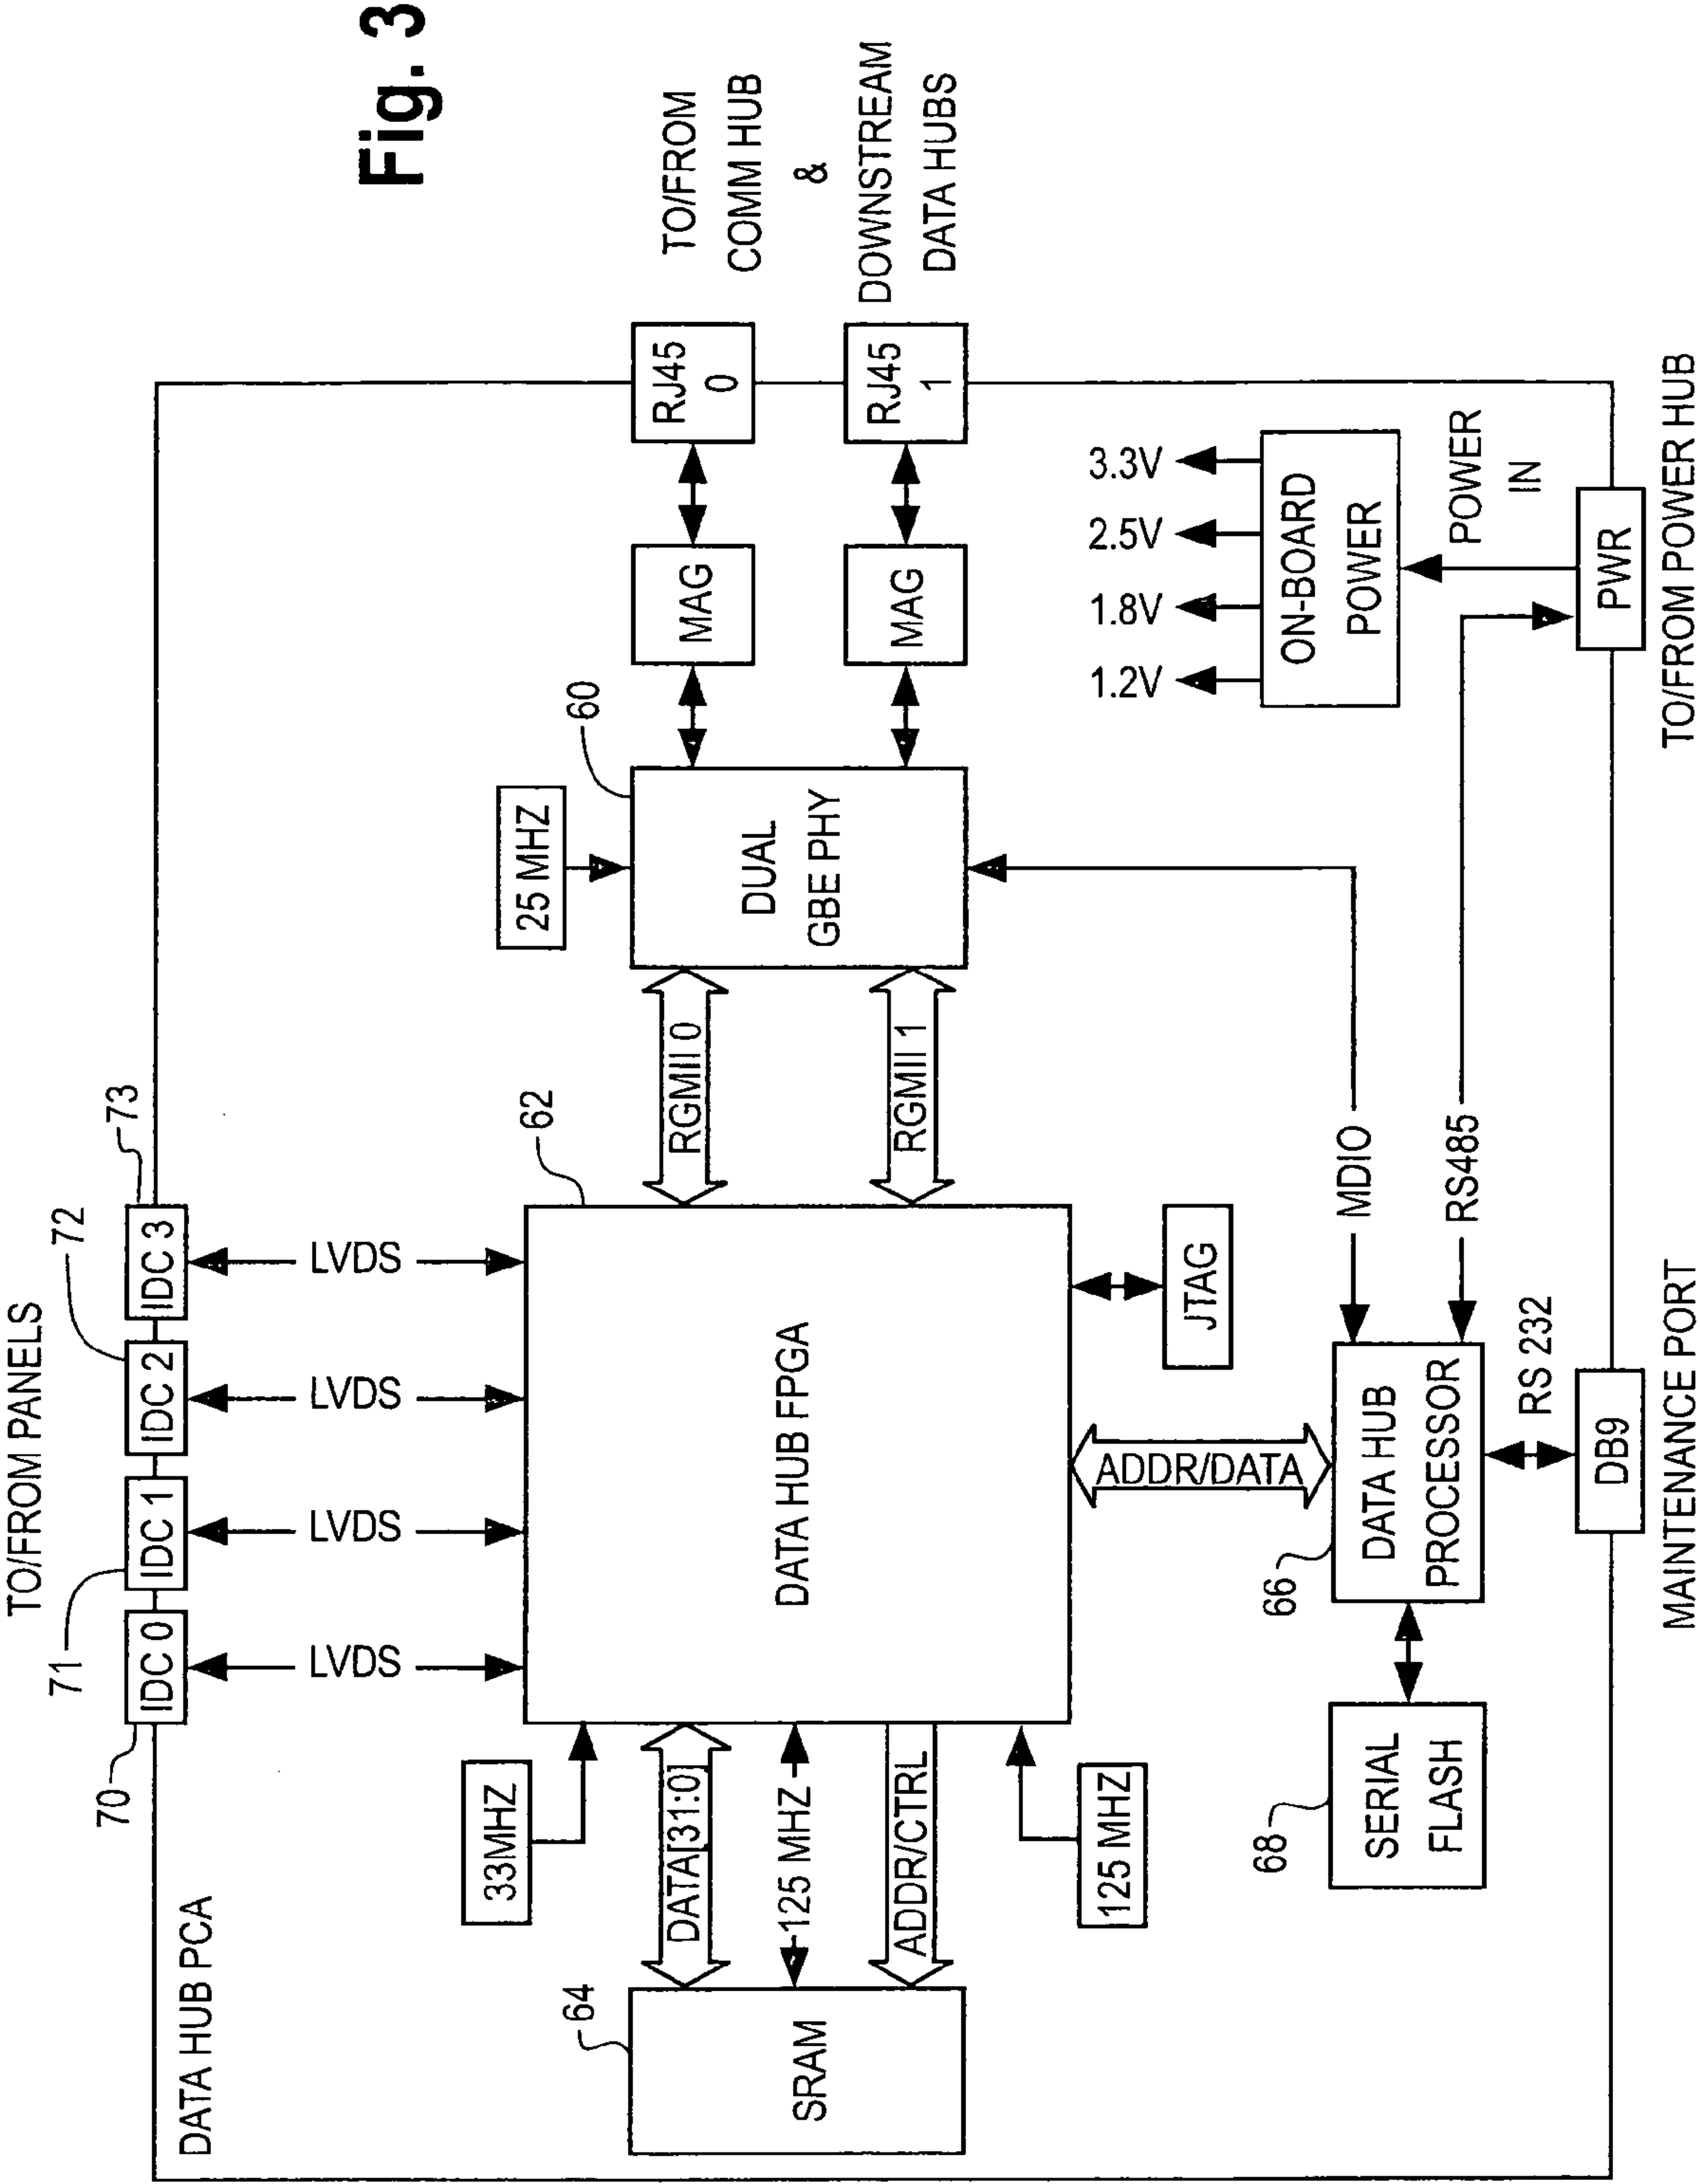 Fig. 3
DATA HUB PCA
TO/FROM PANELS
70
IDC 0
71
IDC 1
IDC 2
72
IDC 3
73
LVDS
LVDS
LVDS
LVDS
33MHZ
DATA[31:0]
125 MHZ
ADDR/CTRL
125 MHZ
64
SRAM
62
DATA HUB FPGA
RGMII 0
RGMII 1
25 MHZ
60
DUAL
GBE PHY
MAG
MAG
RJ45
0
RJ45
1
TO/FROM
COMM HUB
&
DOWNSTREAM
DATA HUBS
JTAG
ADDR/DATA
66
DATA HUB
PROCESSOR
68
SERIAL
FLASH
MDIO
RS485
RS 232
DB9
MAINTENANCE PORT
1.2V
1.8V
2.5V
3.3V
ON-BOARD
POWER
POWER
IN
PWR
TO/FROM POWER HUB